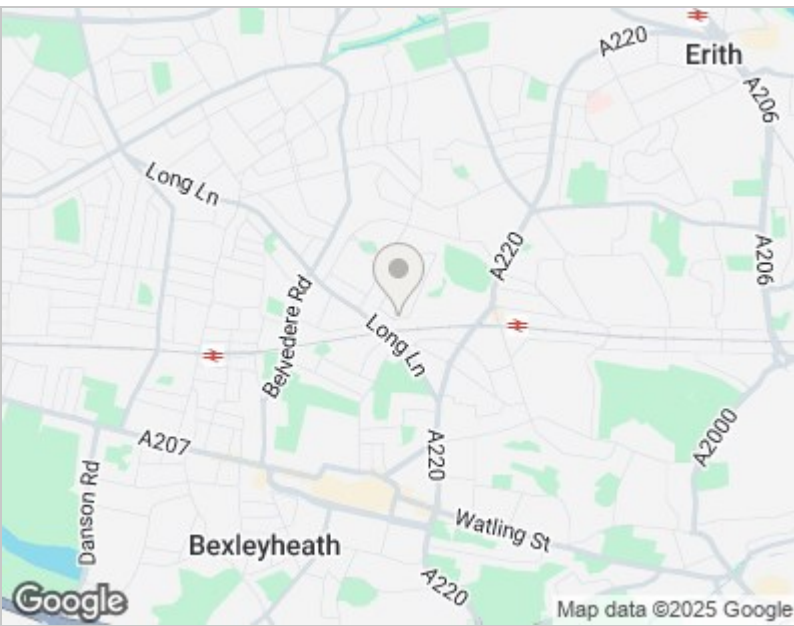 A220
Erith
A206
Long Ln
A220
A206
Belvedere Rd
Long Ln
A2000
A220
A207
Danson Rd
Watling St
Bexleyheath
A220
Google
Map data ©2025 Google